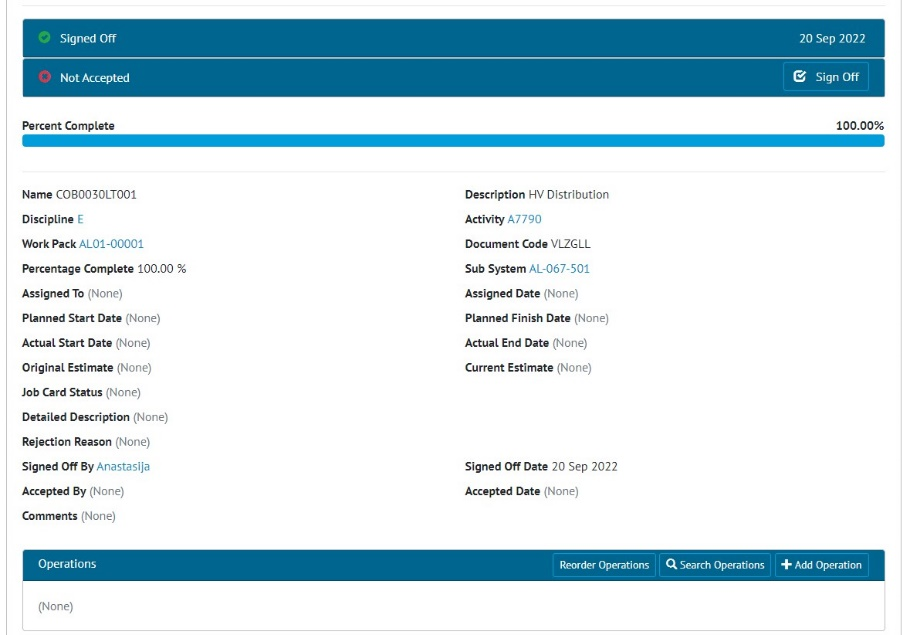 Signed Off 20 Sep 2022
Not Accepted Sign Off
Percent Complete 100.00%
Name COB0030LT001 Description HV Distribution
Discipline E Activity A7790
Work Pack AL01-00001 Document Code VLZGLL
Percentage Complete 100.00 % Sub System AL-067-501
Assigned To (None) Assigned Date (None)
Planned Start Date (None) Planned Finish Date (None)
Actual Start Date (None) Actual End Date (None)
Original Estimate (None) Current Estimate (None)
Job Card Status (None)
Detailed Description (None)
Rejection Reason (None)
Signed Off By Anastasija Signed Off Date 20 Sep 2022
Accepted By (None) Accepted Date (None)
Comments (None)
Operations Reorder Operations Search Operations Add Operation
(None)